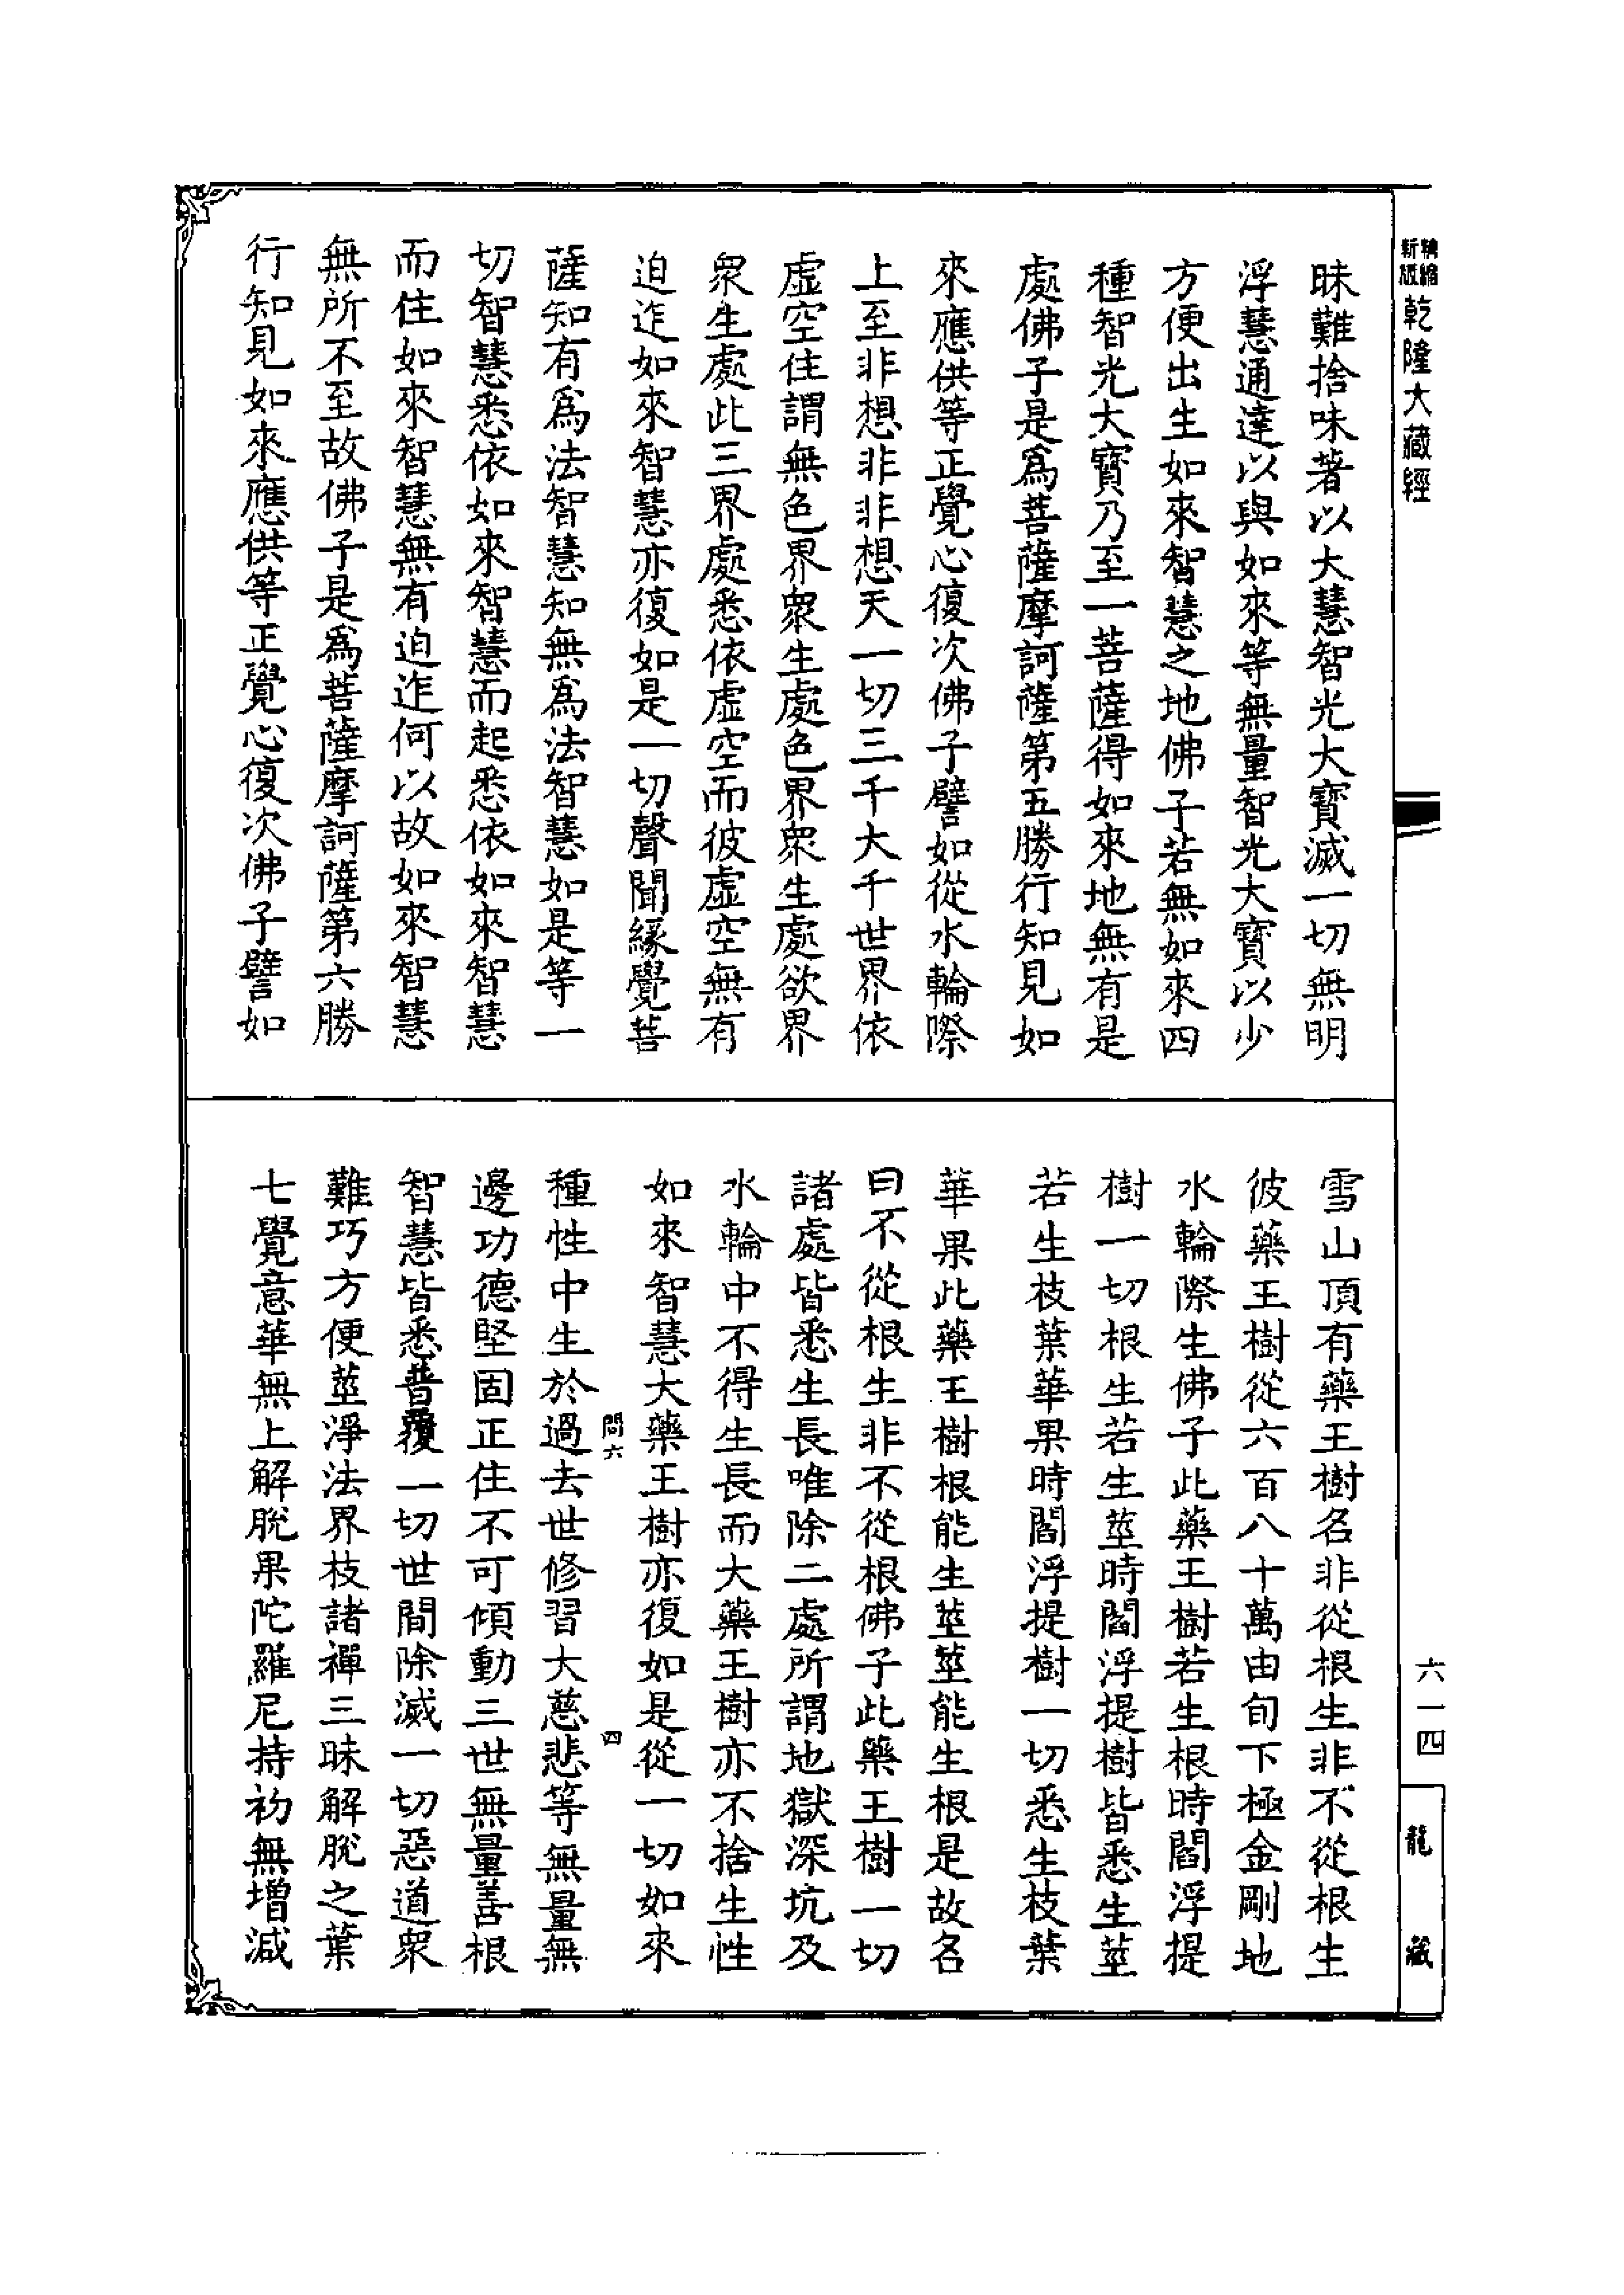 精縮
新版
乾隆大藏經
昧難捨味著以大慧智光大寶滅一切無明
浮慧通達以與如來等無量智光大寶以少
方便出生如來智慧之地佛子若無如來四
種智光大寶乃至一菩薩得如來地無有是
處佛子是爲菩薩摩訶薩第五勝行知見如
來應供等正覺心復次佛子譬如從水輪際
上至非想非非想天一切三千大千世界依
虛空住謂無色界衆生處色界衆生處欲界
衆生處此三界處悉依虛空而彼虛空無有
迫迮如來智慧亦復如是一切聲聞緣覺菩
薩知有爲法智慧知無爲法智慧如是等一
切智慧悉依如來智慧而起悉依如來智慧
而住如來智慧無有迫迮何以故如來智慧
無所不至故佛子是爲菩薩摩訶薩第六勝
行知見如來應供等正覺心復次佛子譬如
雪山頂有藥王樹名非從根生非不從根生
彼藥王樹從六百八十萬由旬下極金剛地
水輪際生佛子此藥王樹若生根時閻浮提
樹一切根生若生莖時閻浮提樹皆悉生莖
若生枝葉華果時閻浮提樹一切悉生枝葉
華果此藥王樹根能生莖莖能生根是故名
曰不從根生非不從根佛子此藥王樹一切
諸處皆悉生長唯除二處所謂地獄深坑及
水輪中不得生長而大藥王樹亦不捨生性
如來智慧大藥王樹亦復如是從一切如來
問六
四
種性中生於過去世修習大慈悲等無量無
邊功德堅固正住不可傾動三世無量善根
智慧皆悉普覆一切世間除滅一切惡道衆
難巧方便莖淨法界枝諸禪三昧解脫之葉
七覺意華無上解脫果陀羅尼持初無增減
六一四
龍藏